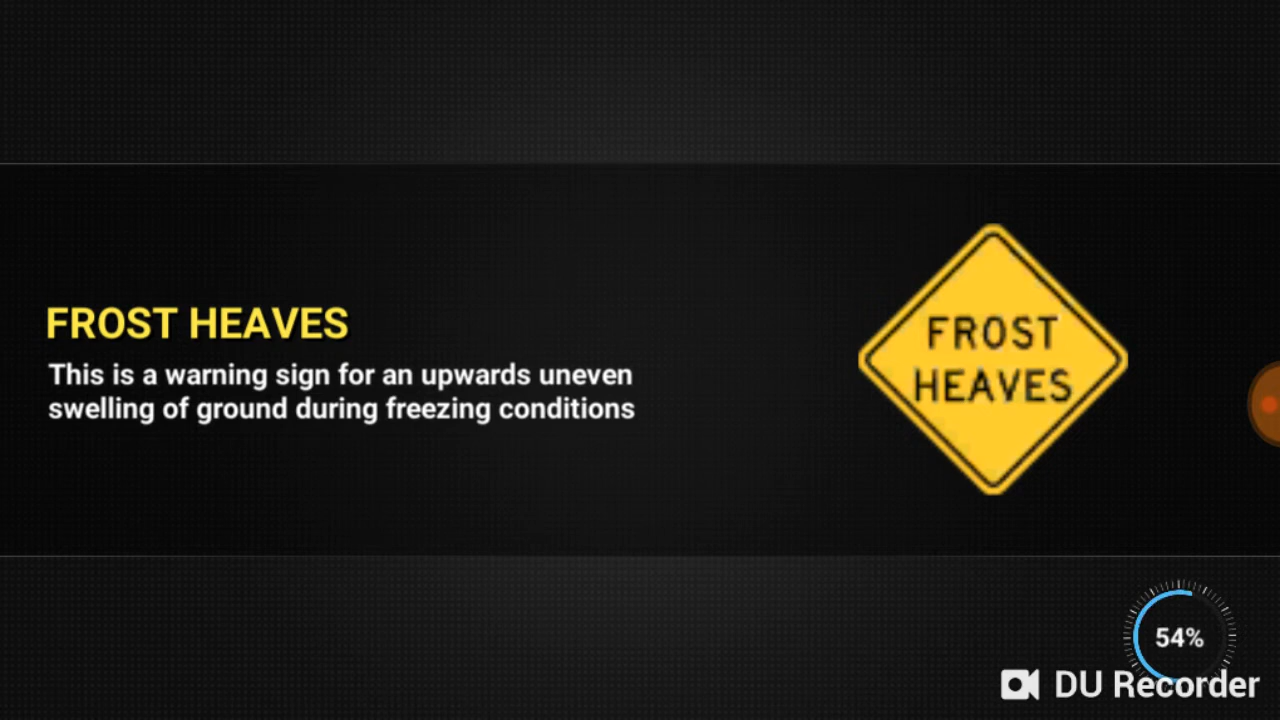 FROST HEAVES
This is a warning sign for an upwards uneven
swelling of ground during freezing conditions
FROST
HEAVES
54%
DU Recorder